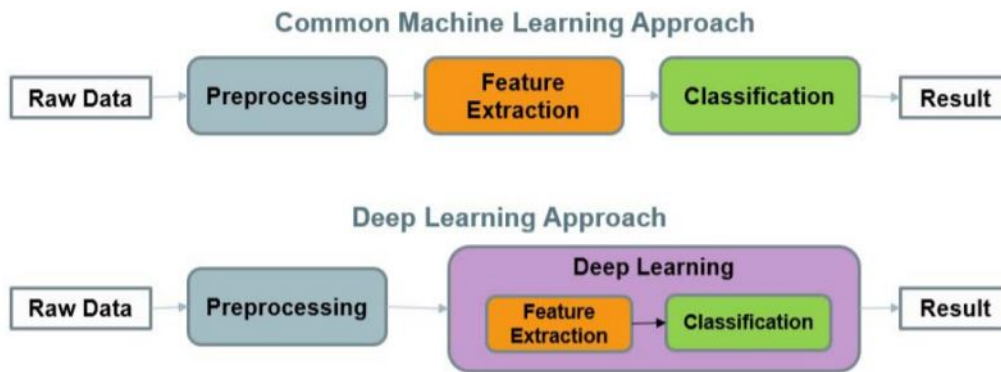 Common Machine Learning Approach
Raw Data
Preprocessing
Feature
Extraction
Classification
Result
Deep Learning Approach
Raw Data
Preprocessing
Deep Learning
Feature
Extraction
Classification
Result